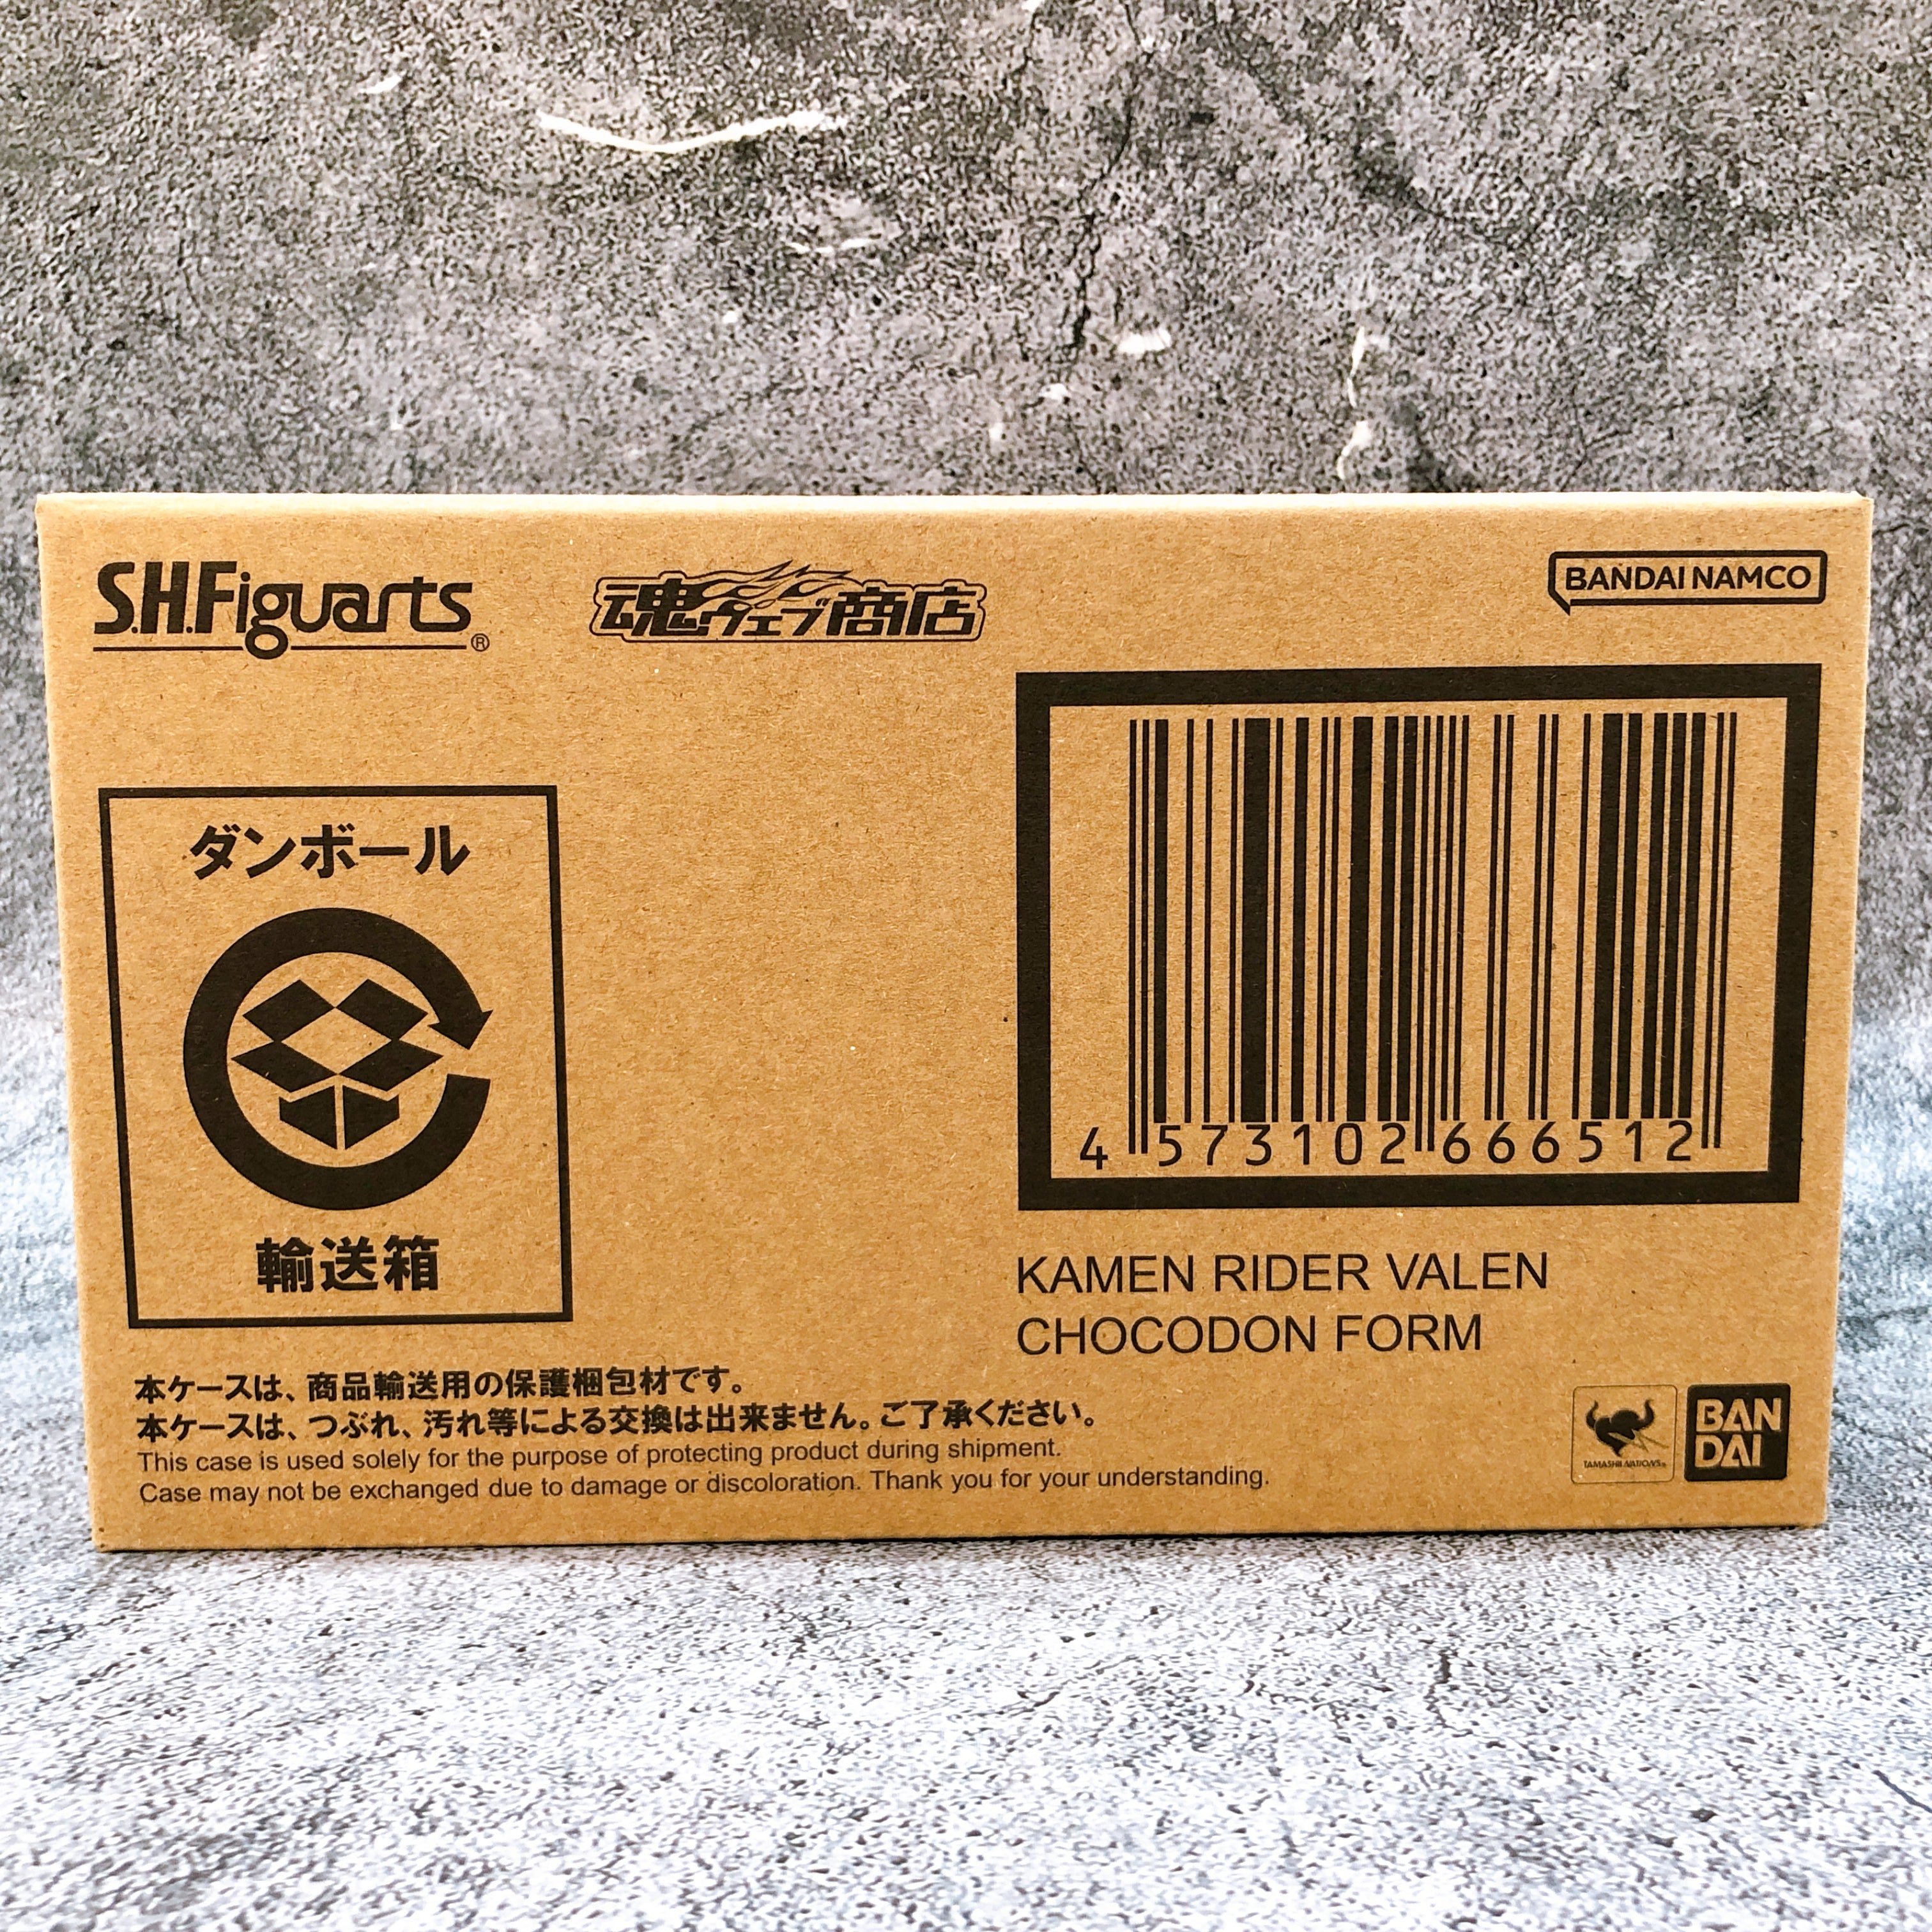 S.H.Figuarts®
魂ウェブ商店
BANDAI NAMCO
ダンボール
輸送箱
4 573102 666512
KAMEN RIDER VALEN
CHOCODON FORM
本ケースは、商品輸送用の保護梱包材です。
本ケースは、つぶれ、汚れ等による交換は出来ません。ご了承ください。
This case is used solely for the purpose of protecting product during shipment.
Case may not be exchanged due to damage or discoloration. Thank you for your understanding.
TAMASHII NATIONS®
BAN
DAI